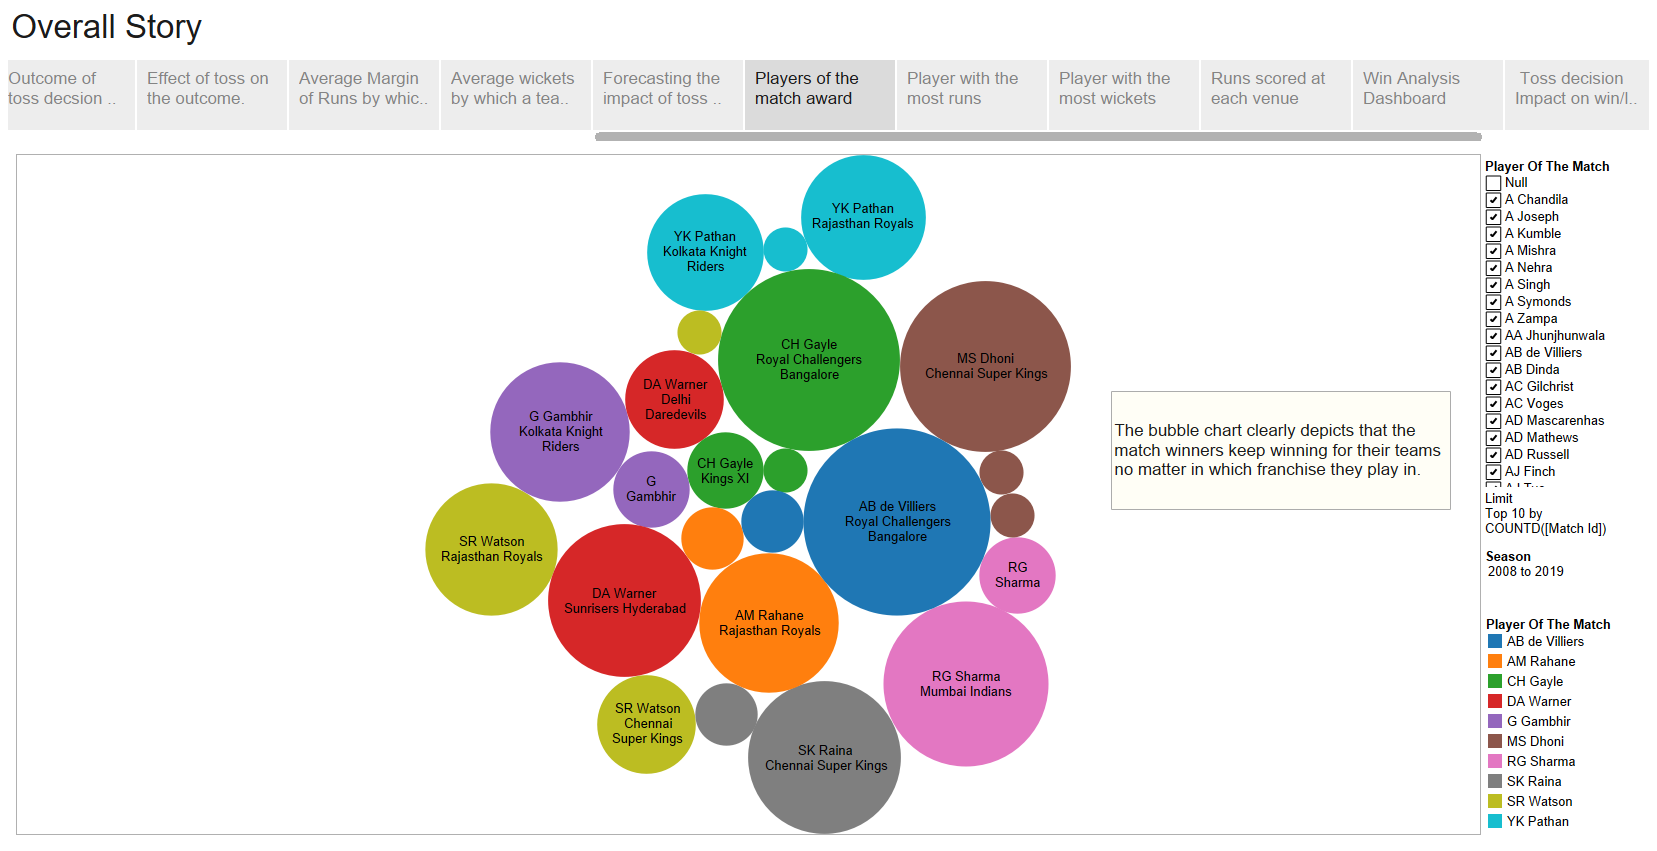 Overall Story
Outcome of
toss decsion ..
Effect of toss on
the outcome.
Average Margin
of Runs by whic..
Average wickets
by which a tea..
Forecasting the
impact of toss ..
Players of the
match award
Player with the
most runs
Player with the
most wickets
Runs scored at
each venue
Win Analysis
Dashboard
Toss decision
Impact on win/l..
YK Pathan
Rajasthan Royals
YK Pathan
Kolkata Knight
Riders
CH Gayle
Royal Challengers
Bangalore
MS Dhoni
Chennai Super Kings
DA Warner
Delhi
Daredevils
G Gambhir
Kolkata Knight
Riders
CH Gayle
Kings XI
G
Gambhir
AB de Villiers
Royal Challengers
Bangalore
SR Watson
Rajasthan Royals
RG
Sharma
DA Warner
Sunrisers Hyderabad
AM Rahane
Rajasthan Royals
RG Sharma
Mumbai Indians
SR Watson
Chennai
Super Kings
SK Raina
Chennai Super Kings
The bubble chart clearly depicts that the
match winners keep winning for their teams
no matter in which franchise they play in.
Player Of The Match
Null
A Chandila
A Joseph
A Kumble
A Mishra
A Nehra
A Singh
A Symonds
A Zampa
AA Jhunjhunwala
AB de Villiers
AB Dinda
AC Gilchrist
AC Voges
AD Mascarenhas
AD Mathews
AD Russell
AJ Finch
Limit
Top 10 by
COUNTD([Match Id])
Season
2008 to 2019
Player Of The Match
AB de Villiers
AM Rahane
CH Gayle
DA Warner
G Gambhir
MS Dhoni
RG Sharma
SK Raina
SR Watson
YK Pathan